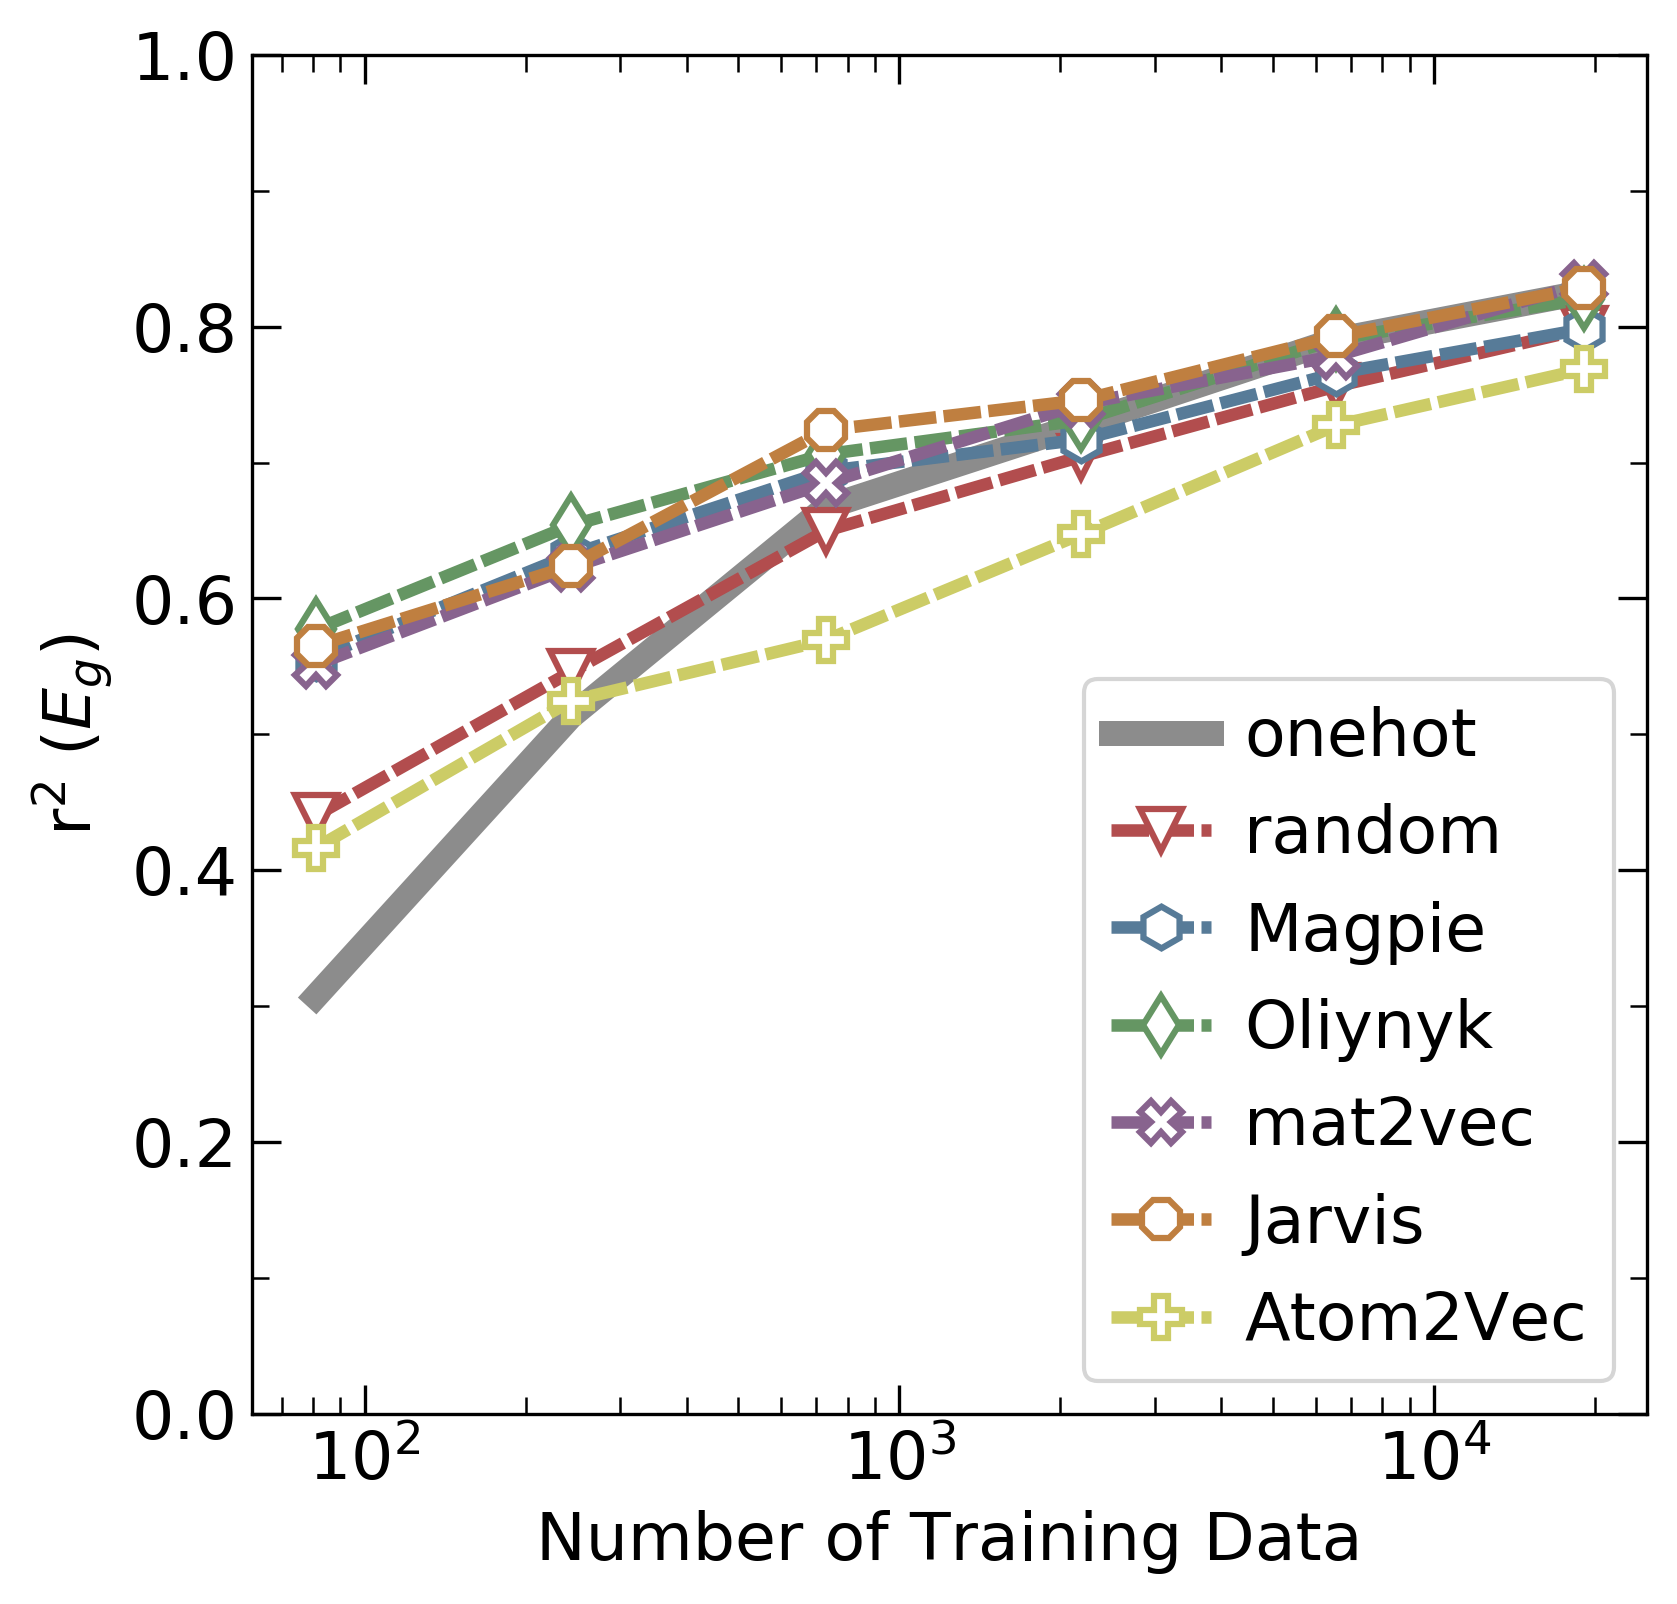 1.0
0.8
0.6
0.4
0.2
0.0
r² (E_g)
10² 10³ 10⁴
Number of Training Data
onehot
random
Magpie
Oliynyk
mat2vec
Jarvis
Atom2Vec